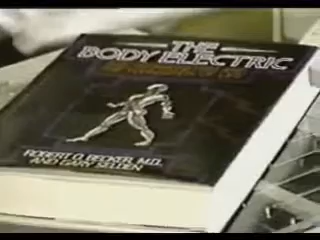 THE
BODY ELECTRIC
ROBERT O. BECKER, M.D.
AND GARY SELDEN